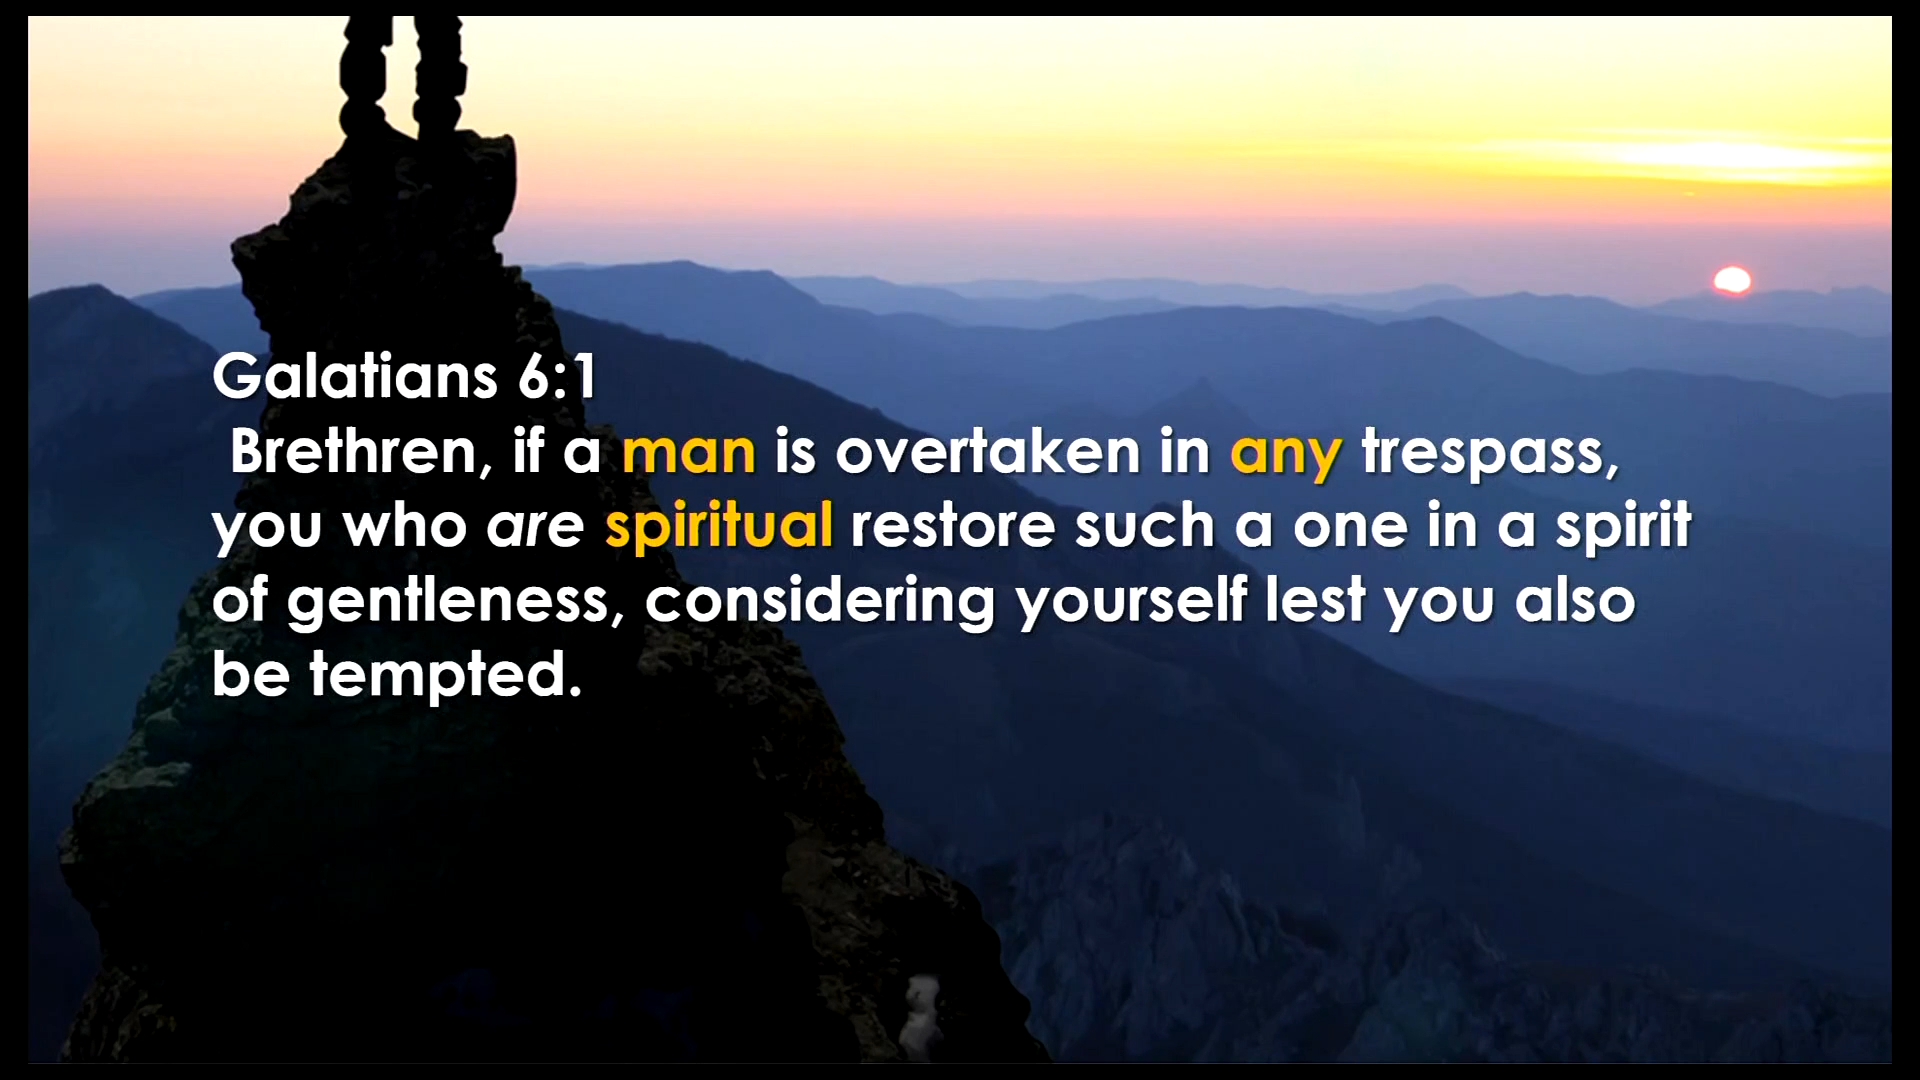 Galatians 6:1
Brethren, if a man is overtaken in any trespass,
you who are spiritual restore such a one in a spirit
of gentleness, considering yourself lest you also
be tempted.